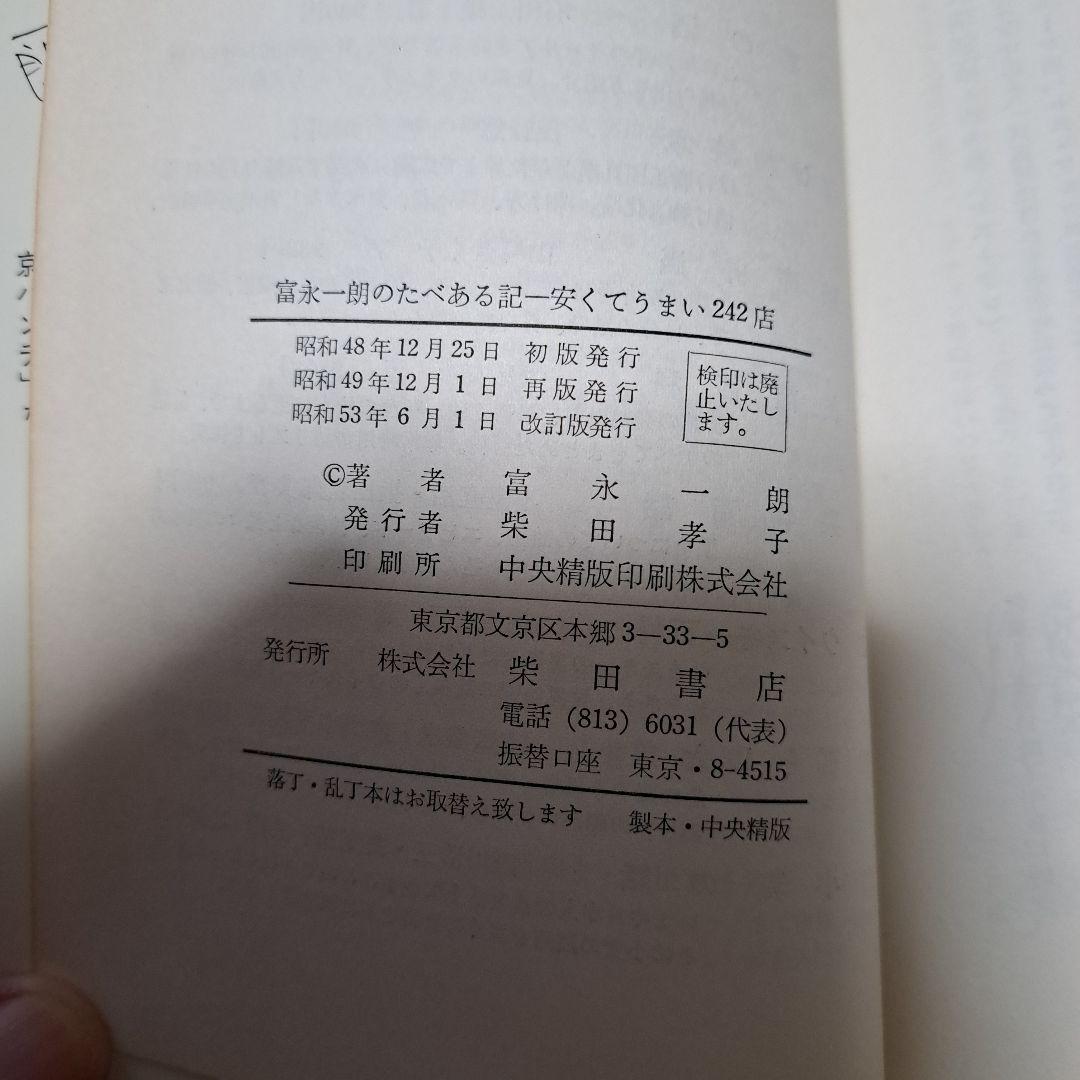 富永一朗のたべある記—安くてうまい242店
昭和48年12月25日 初版発行
昭和49年12月1日 再版発行
昭和53年6月1日 改訂版発行
検印は廃
止いたし
ます。
©著者 富永一朗
発行者 柴田孝子
印刷所 中央精版印刷株式会社
東京都文京区本郷3—33—5
発行所 株式会社 柴田書店
電話(813)6031(代表)
振替口座 東京・8-4515
落丁・乱丁本はお取替え致します 製本・中央精版